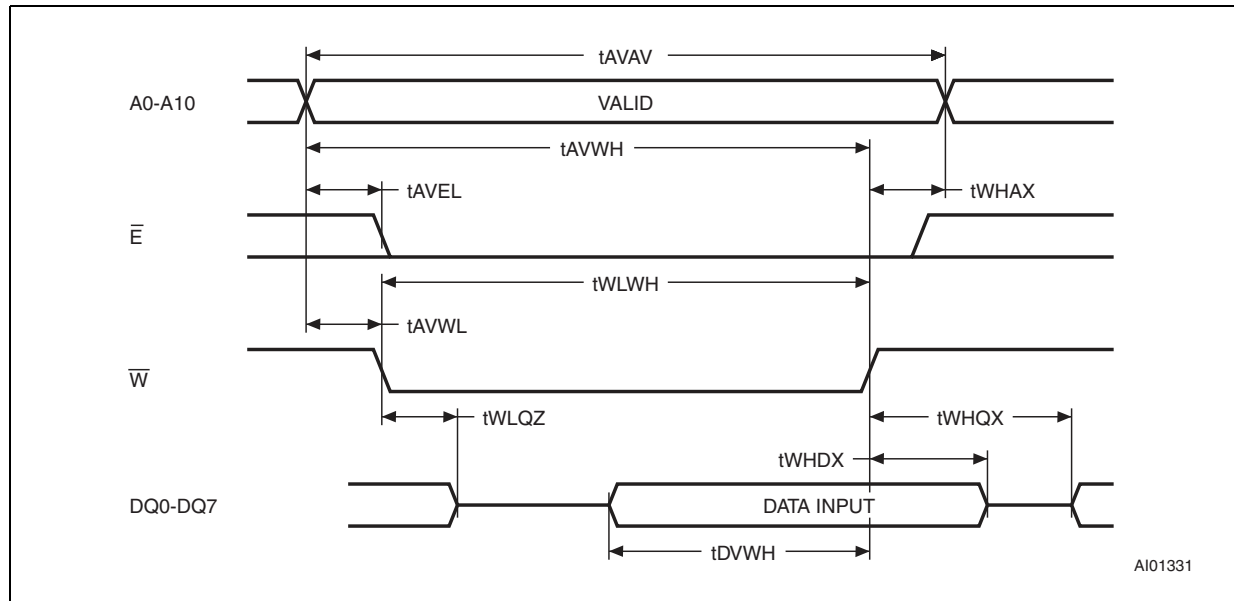 tAVAV
A0-A10
VALID
tAVWH
tAVEL
tWHAX
E
tWLWH
tAVWL
W
tWLQZ
tWHQX
tWHDX
DQ0-DQ7
DATA INPUT
tDVWH
AI01331